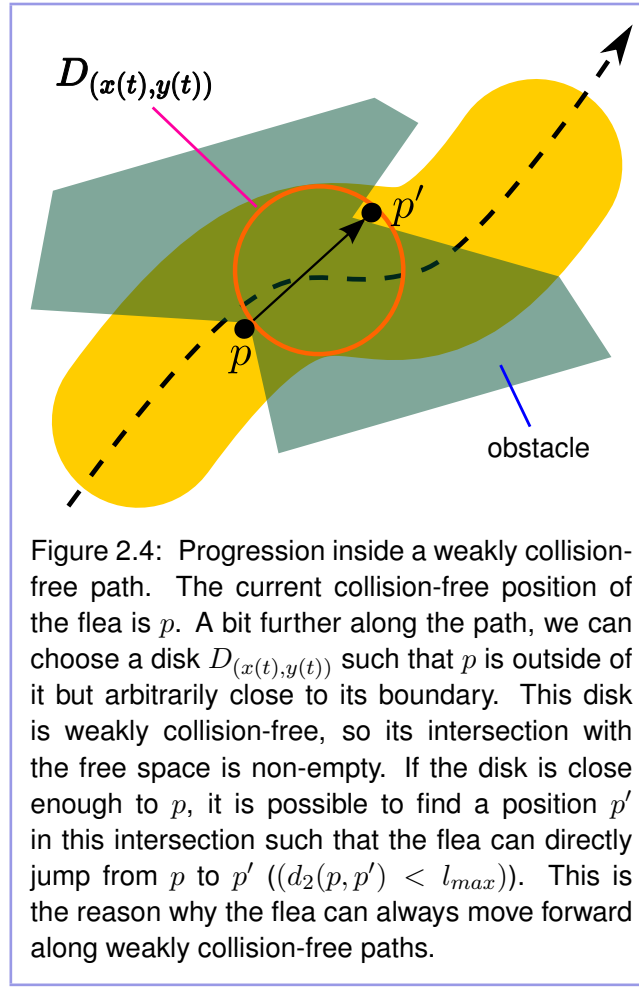 D(x(t),y(t))
p′
p
obstacle
Figure 2.4: Progression inside a weakly collision-
free path. The current collision-free position of
the flea is p. A bit further along the path, we can
choose a disk D(x(t),y(t)) such that p is outside of
it but arbitrarily close to its boundary. This disk
is weakly collision-free, so its intersection with
the free space is non-empty. If the disk is close
enough to p, it is possible to find a position p′
in this intersection such that the flea can directly
jump from p to p′ ((d2(p, p′) < lmax)). This is
the reason why the flea can always move forward
along weakly collision-free paths.